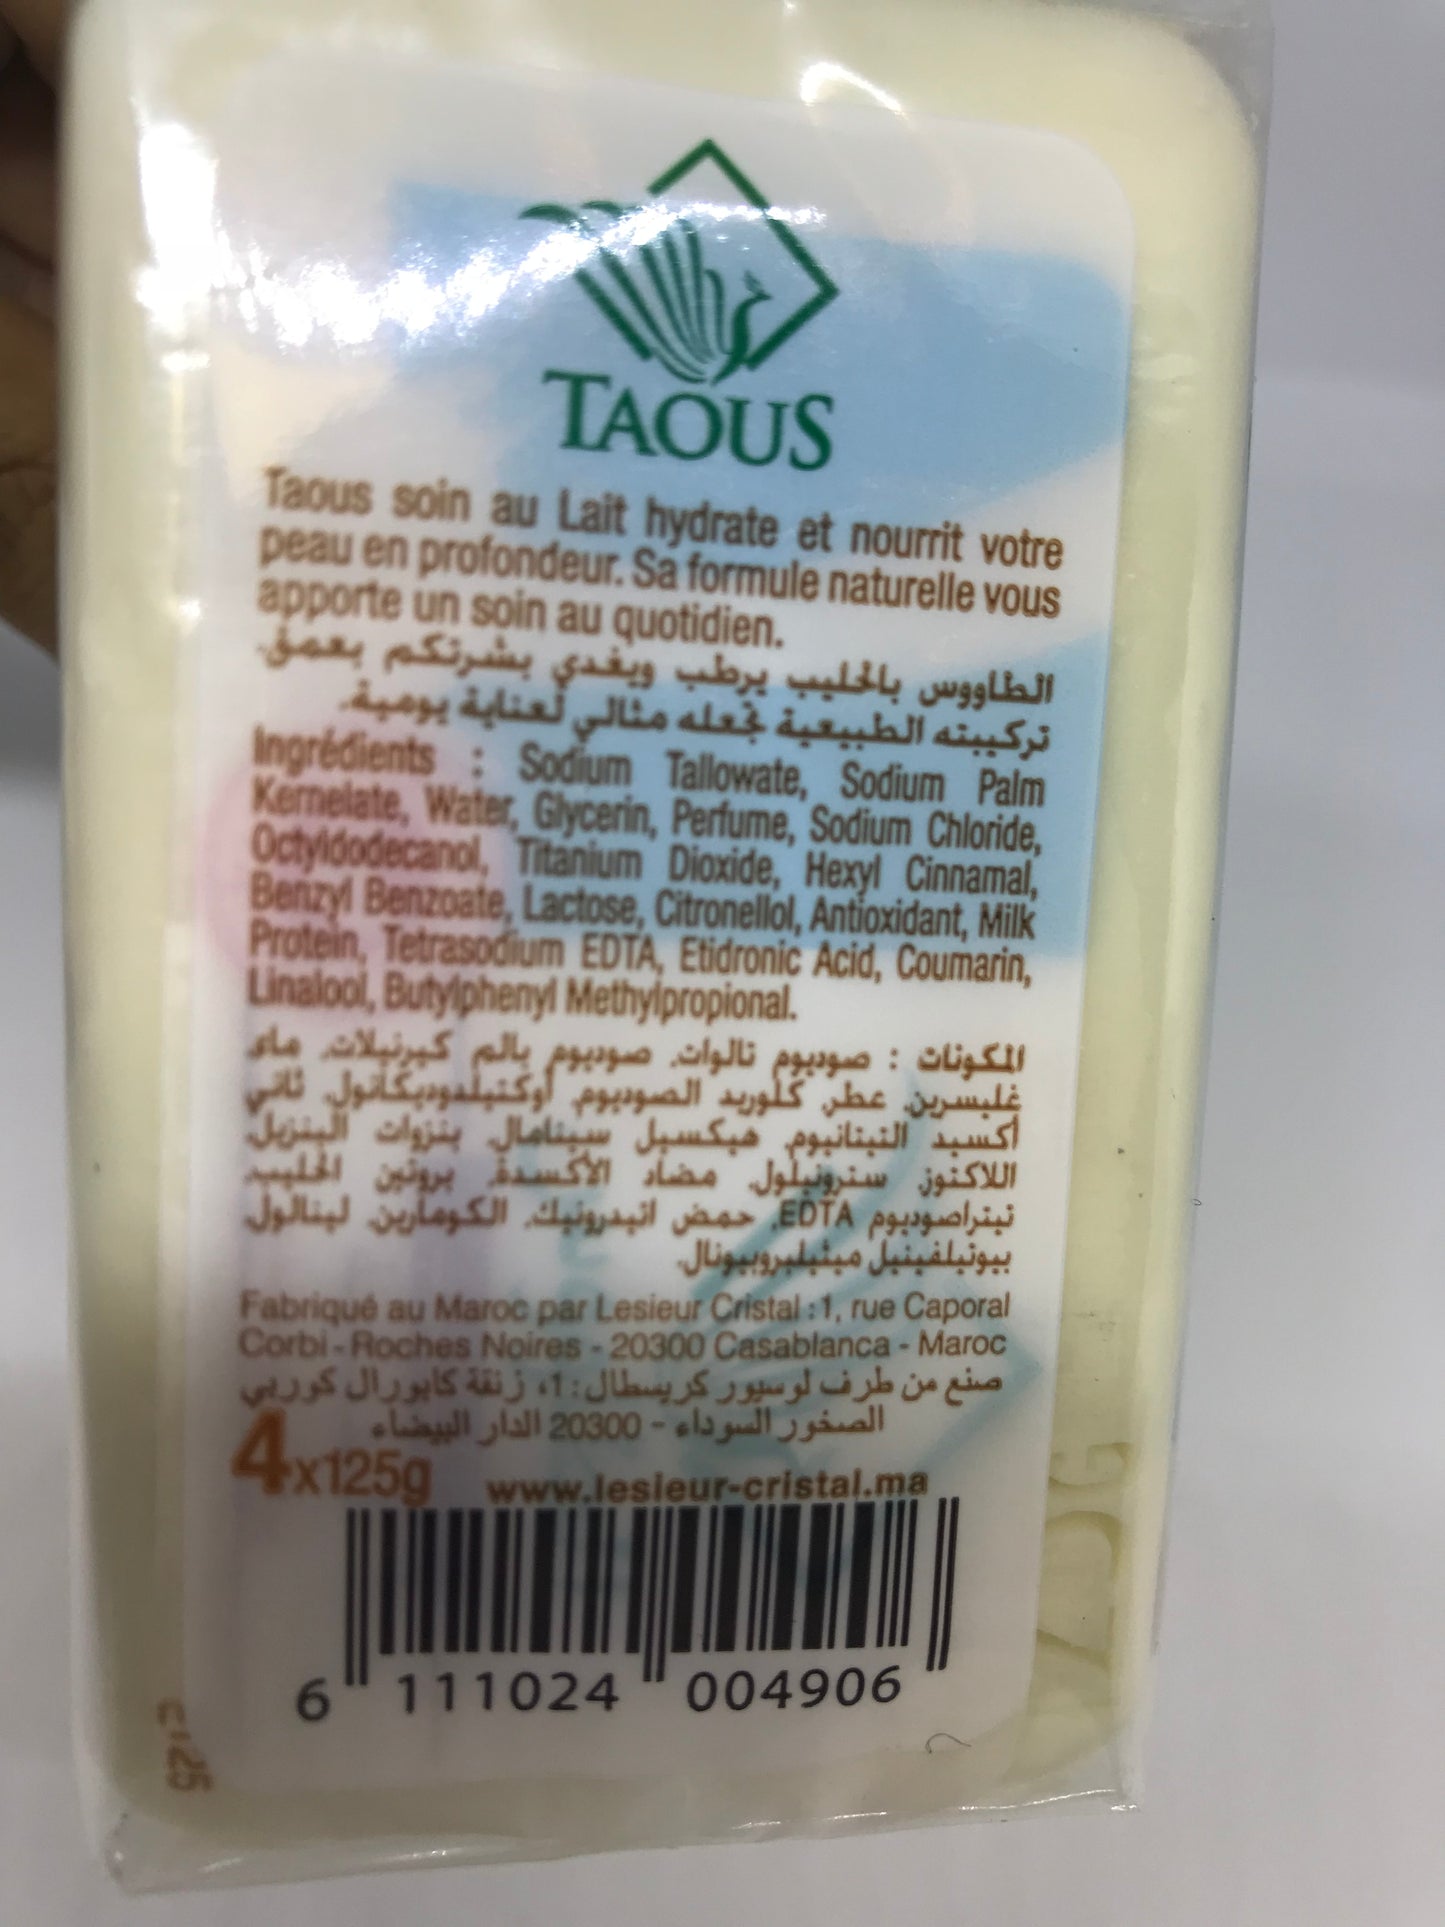 TAOUS
Taous soin au Lait hydrate et nourrit votre
peau en profondeur. Sa formule naturelle vous
apporte un soin au quotidien.
الطاووس بالحليب يرطب ويغدي بشرتكم بعمق.
تركيبته الطبيعية تجعله مثالي لعناية يومية.
Ingrédients : Sodium Tallowate, Sodium Palm
Kernelate, Water, Glycerin, Perfume, Sodium Chloride,
Octyldodecanol, Titanium Dioxide, Hexyl Cinnamal,
Benzyl Benzoate, Lactose, Citronellol, Antioxidant, Milk
Protein, Tetrasodium EDTA, Etidronic Acid, Coumarin,
Linalool, Butylphenyl Methylpropional.
المكونات : صوديوم تالوات. صوديوم بالم كيرنيلات. ماء.
غليسرين. عطر. كلوريد الصوديوم. أوكتيلدوديكانول. ثاني
أكسيد التيتانيوم. هيكسيل سينامال. بنزوات البنزيل.
اللاكتوز. سترونيلول. مضاد الأكسدة. بروتين الحليب.
تيتراصوديوم EDTA. حمض اتيدرونيك. الكومارين. لينالول.
بيوتيلفينيل ميثيلبروبيونال.
Fabriqué au Maroc par Lesieur Cristal : 1, rue Caporal
Corbi - Roches Noires - 20300 Casablanca - Maroc
صنع من طرف لوسيور كريسطال : 1، زنقة كابورال كوربي
الصخور السوداء - 20300 الدار البيضاء
4x125g www.lesieur-cristal.ma
6 111024 004906